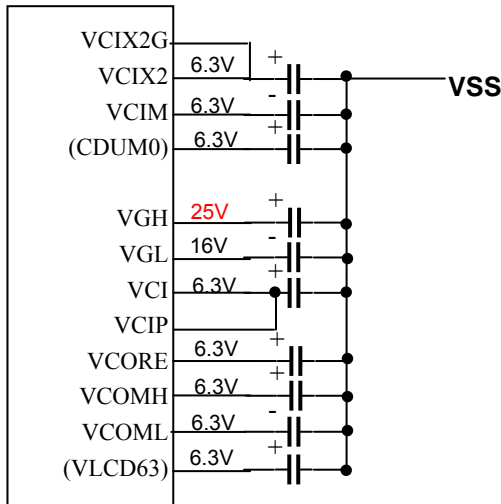 VCIX2G
+
VCIX2 6.3V VSS
-
VCIM 6.3V
+
(CDUM0) 6.3V
+
VGH 25V
-
VGL 16V
+
VCI 6.3V
VCIP
+
VCORE 6.3V
+
VCOMH 6.3V
-
VCOML 6.3V
+
(VLCD63) 6.3V